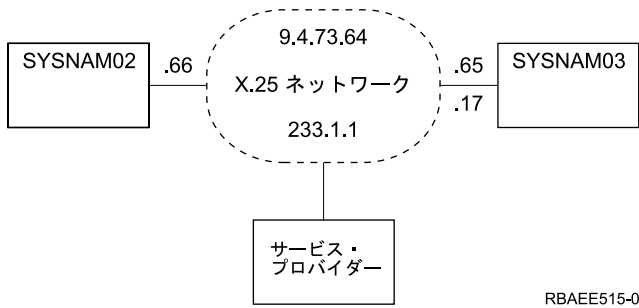 9.4.73.64
SYSNAM02
.66
X.25 ネットワーク
.65
SYSNAM03
.17
233.1.1
サービス・
プロバイダー
RBAEE515-0